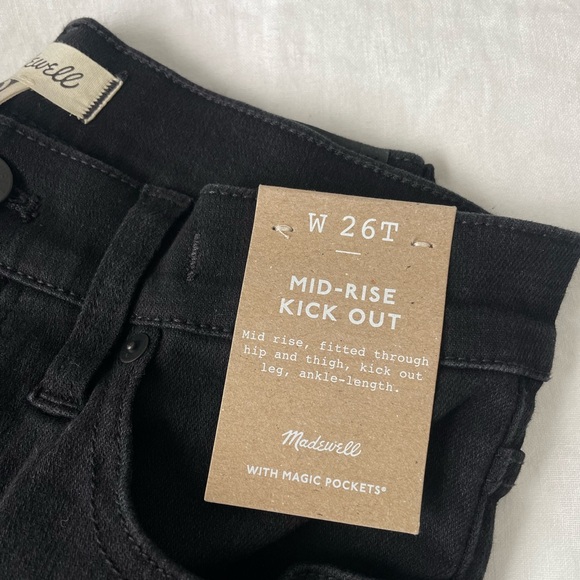 Madewell
W 26T
MID-RISE
KICK OUT
Mid rise, fitted through
hip and thigh, kick out
leg, ankle-length.
Madewell
WITH MAGIC POCKETS®